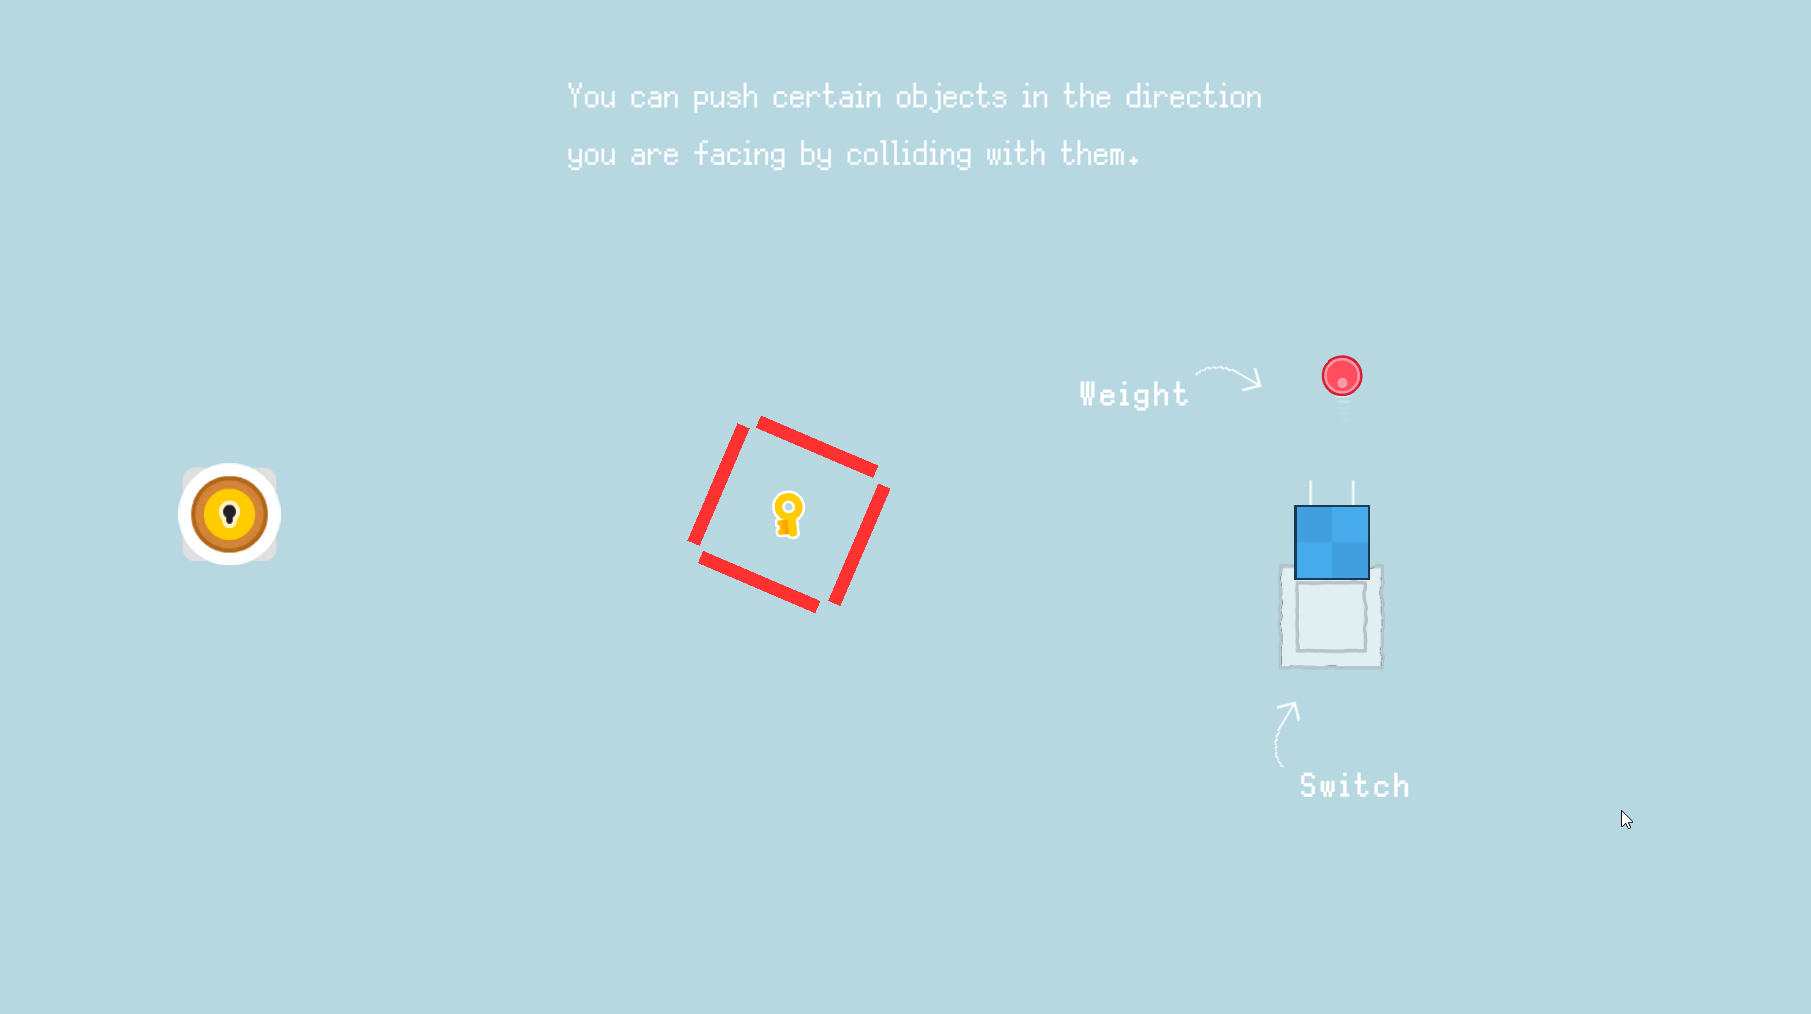 You can push certain objects in the direction
you are facing by colliding with them.
Weight
Switch